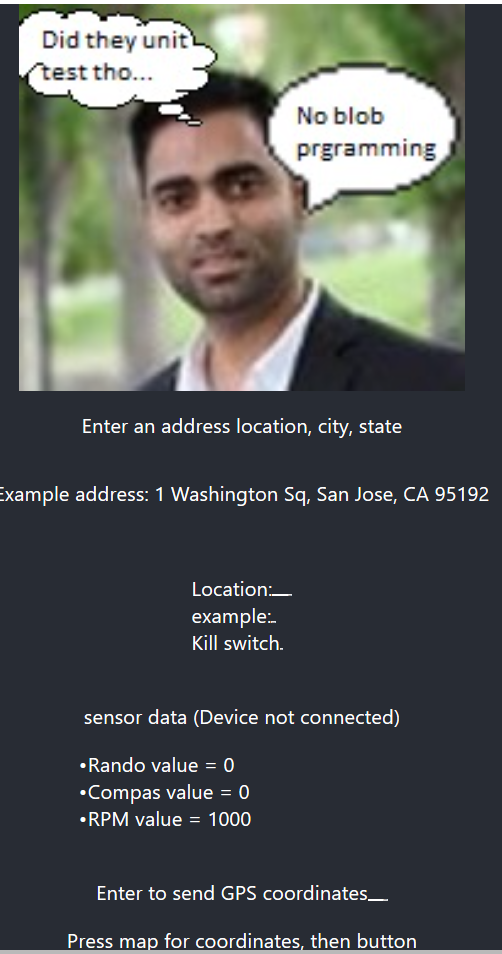 Did they unit
test tho...
No blob
prgramming
Enter an address location, city, state
Example address: 1 Washington Sq, San Jose, CA 95192
Location:
example:
Kill switch.
sensor data (Device not connected)
•Rando value = 0
•Compas value = 0
•RPM value = 1000
Enter to send GPS coordinates
Press map for coordinates, then button